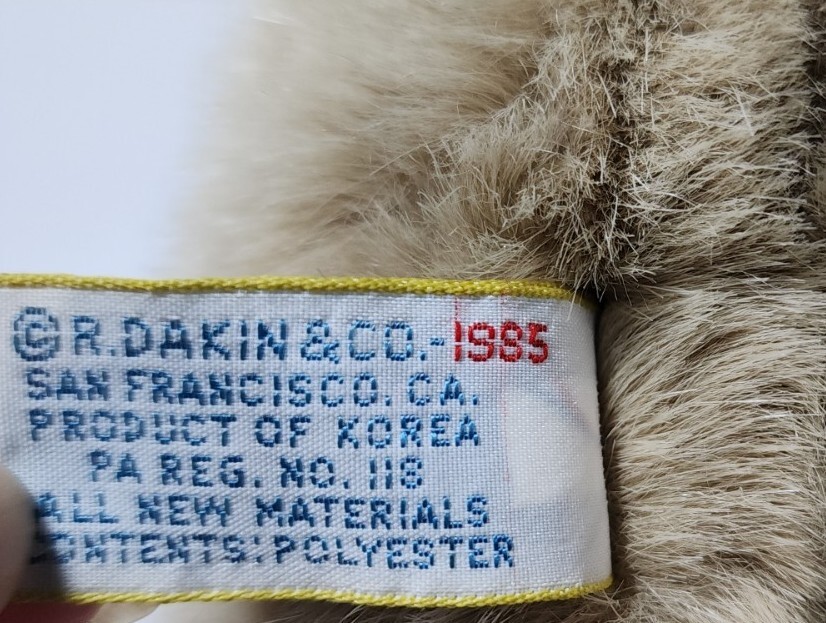 © R. DAKIN & CO.-1985
SAN FRANCISCO, CA.
PRODUCT OF KOREA
PA REG. NO. 118
ALL NEW MATERIALS
CONTENTS: POLYESTER